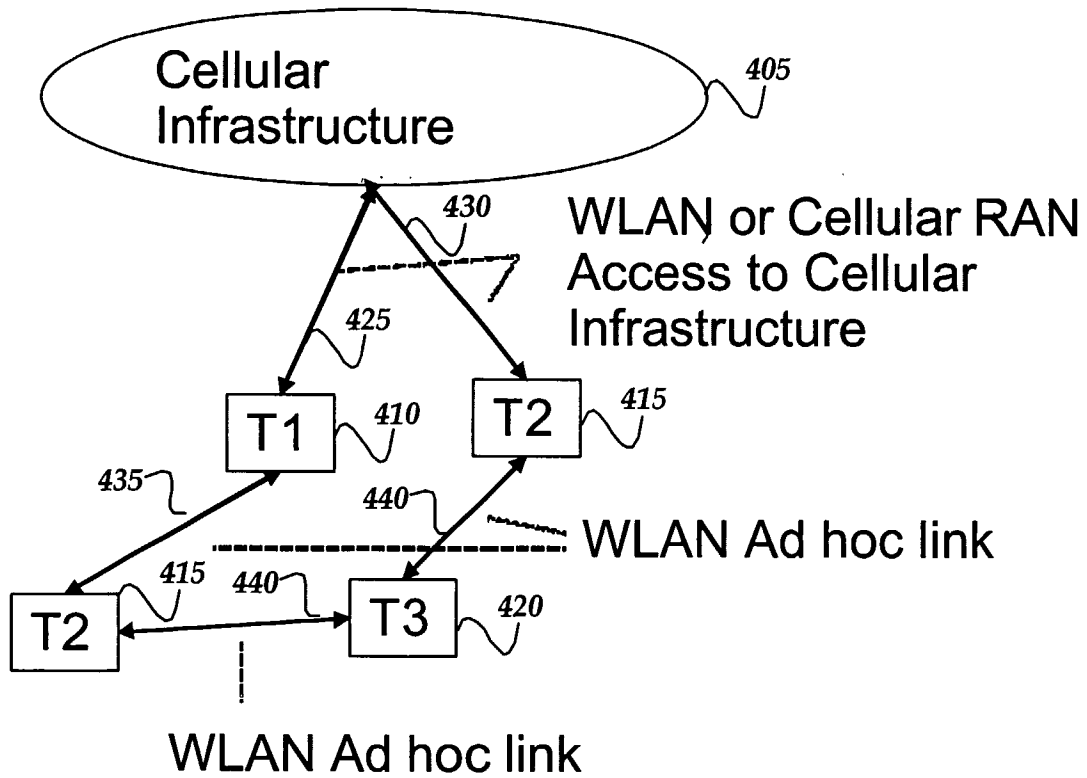 Cellular
Infrastructure
405
430
WLAN or Cellular RAN
Access to Cellular
Infrastructure
425
T1
410
T2
415
435
440
WLAN Ad hoc link
T2
415
440
T3
420
WLAN Ad hoc link